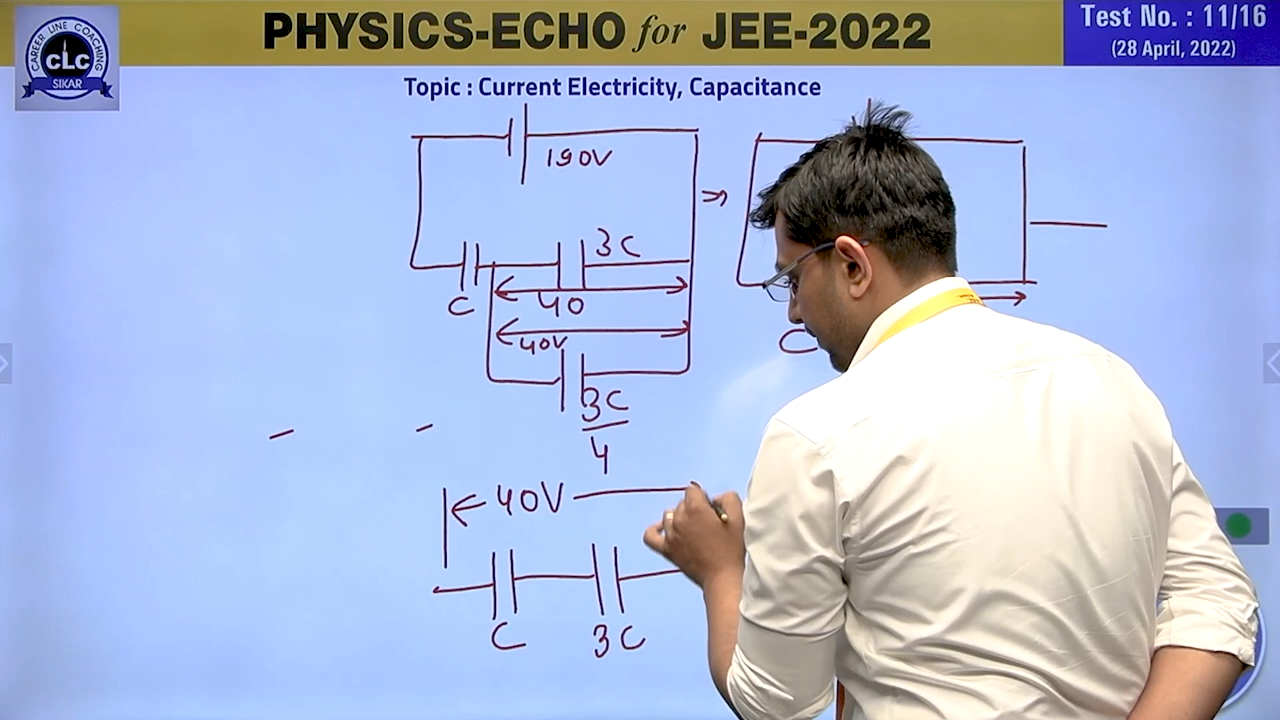 CAREER LINE COACHING
CLC
SIKAR
PHYSICS-ECHO for JEE-2022
Test No. : 11/16
(28 April, 2022)
Topic : Current Electricity, Capacitance
190V
3C
C
40
40V
3C
4
C
40V
C
3C